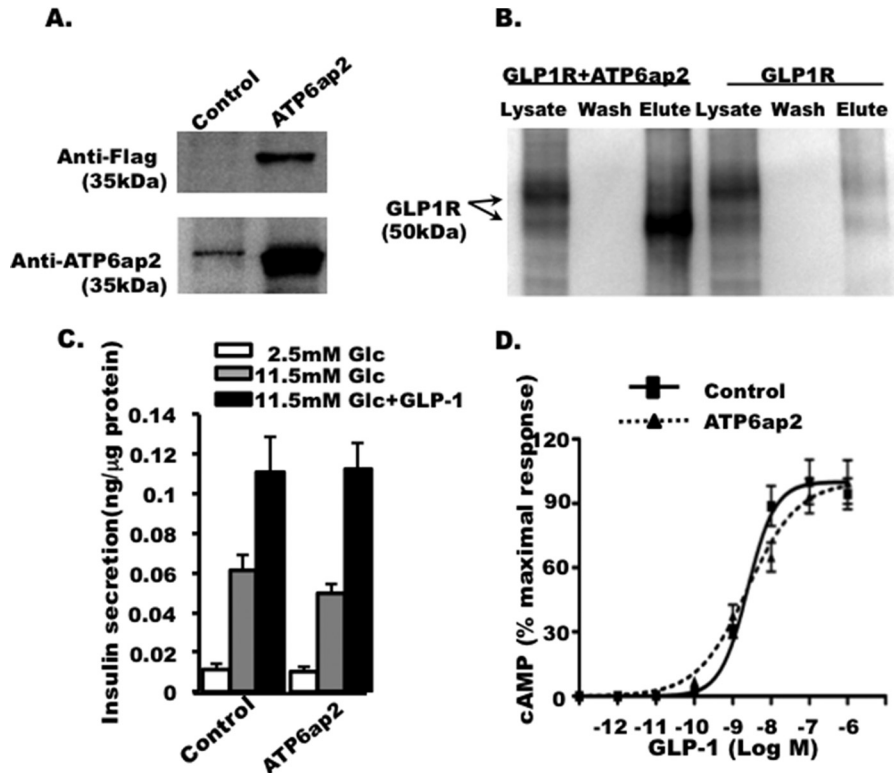 A.
Control
ATP6ap2
Anti-Flag
(35kDa)
Anti-ATP6ap2
(35kDa)
B.
GLP1R+ATP6ap2 GLP1R
Lysate Wash Elute Lysate Wash Elute
GLP1R
(50kDa)
C.
2.5mM Glc
11.5mM Glc
11.5mM Glc+GLP-1
Insulin secretion(ng/µg protein)
0.14
0.12
0.1
0.08
0.06
0.04
0.02
0
Control
ATP6ap2
D.
Control
ATP6ap2
cAMP (% maximal response)
120
90
60
30
0
-12 -11 -10 -9 -8 -7 -6
GLP-1 (Log M)